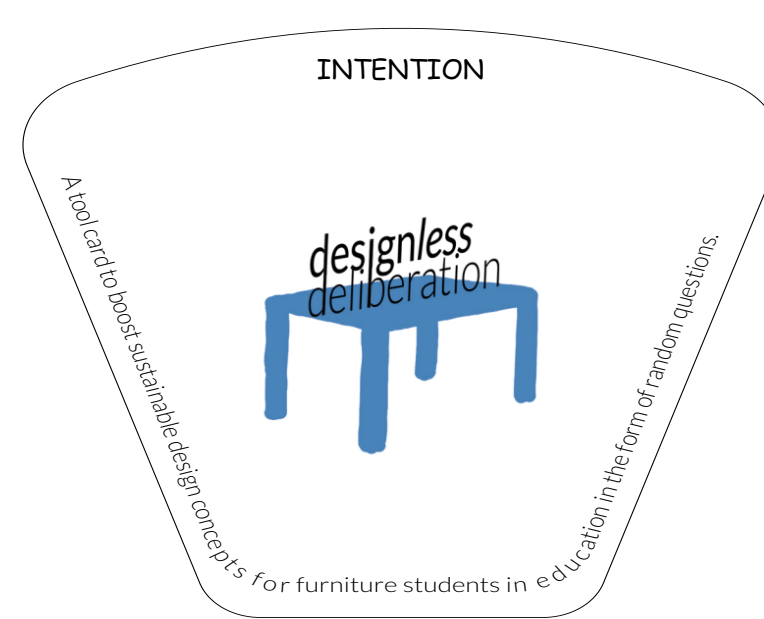 INTENTION
designless
deliberation
A tool card to boost sustainable design concepts for furniture students in education in the form of random questions.